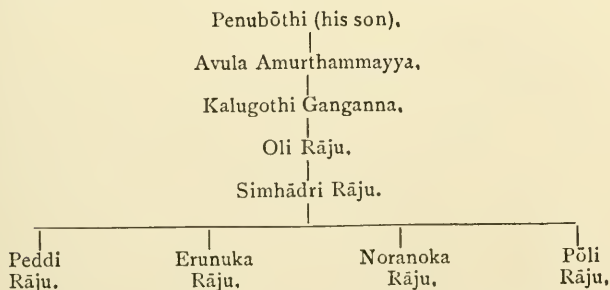 Penubōthi (his son),
Avula Amurthammayya,
Kalugothi Ganganna,
Oli Rāju,
Simhādri Rāju.
Peddi Erunuka Noranoka Pōli
Rāju. Rāju, Rāju, Rāju,